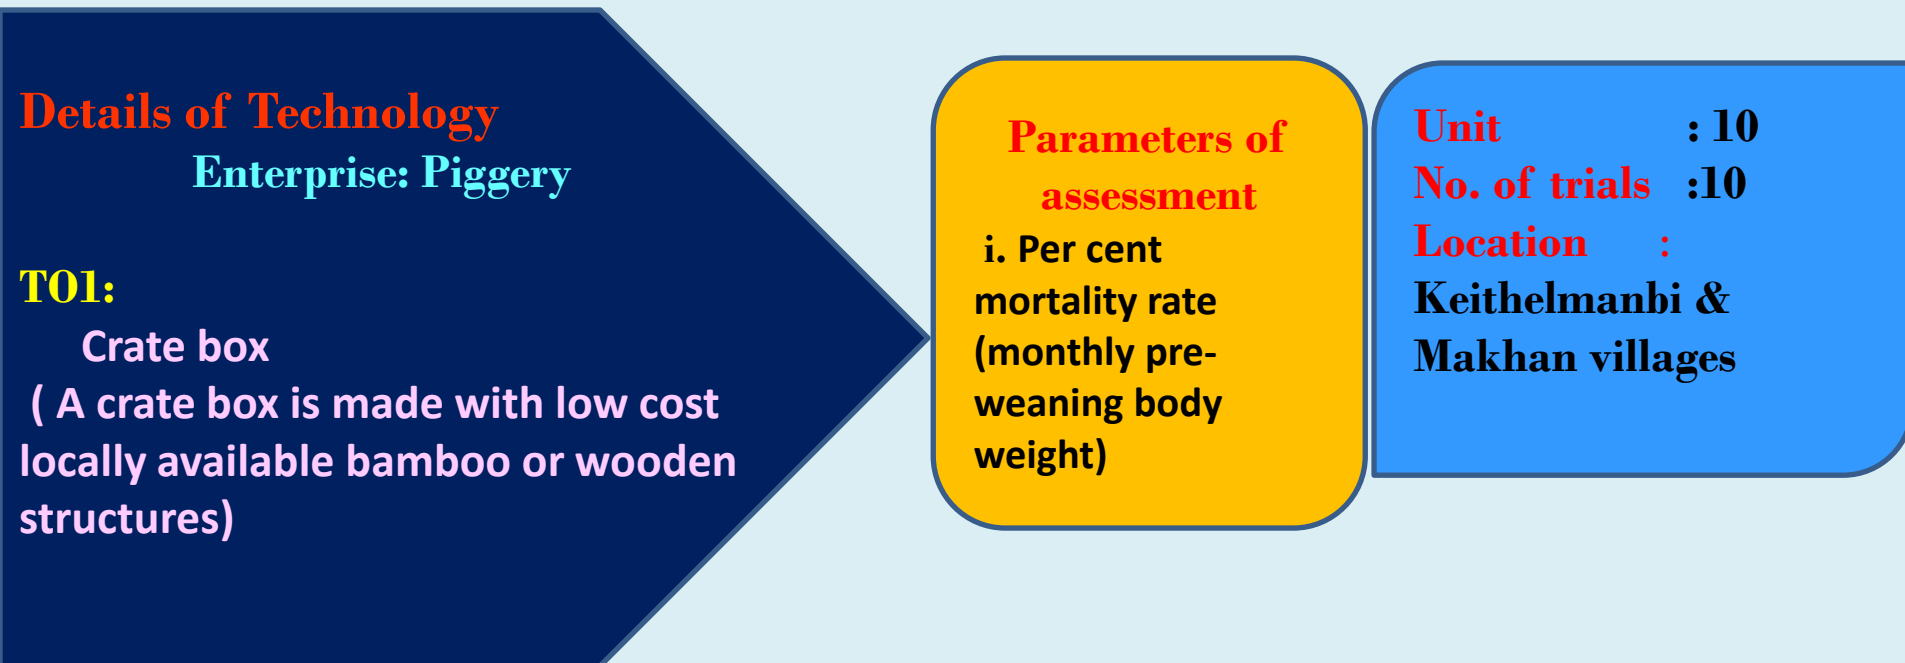 Details of Technology
Enterprise: Piggery
T01:
Crate box
( A crate box is made with low cost
locally available bamboo or wooden
structures)
Parameters of
assessment
i. Per cent
mortality rate
(monthly pre-
weaning body
weight)
Unit : 10
No. of trials :10
Location :
Keithelmanbi &
Makhan villages